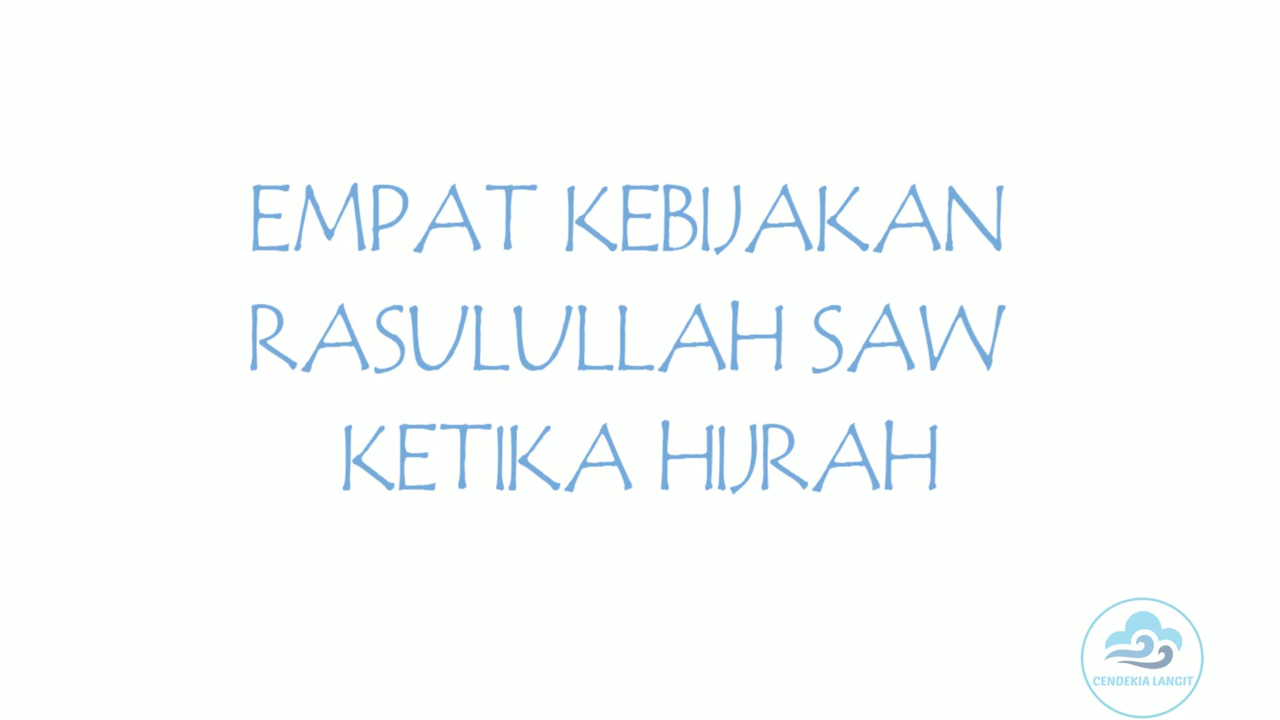 EMPAT KEBIJAKAN
RASULULLAH SAW
KETIKA HIJRAH
CENDEKIA LANGIT